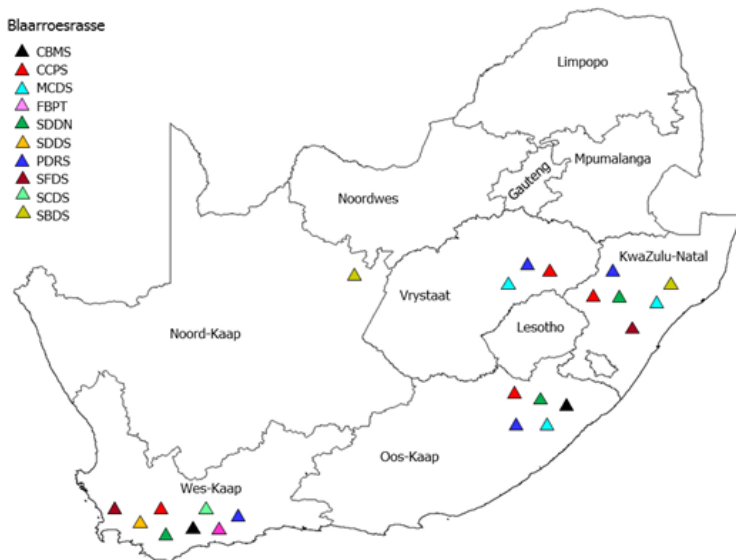 Blaarroesrasse
CBMS
CCPS
MCDS
FBPT
SDDN
SDDS
PDRS
SFDS
SCDS
SBDS
Limpopo
Mpumalanga
Gauteng
Noordwes
KwaZulu-Natal
Vrystaat
Lesotho
Noord-Kaap
Oos-Kaap
Wes-Kaap